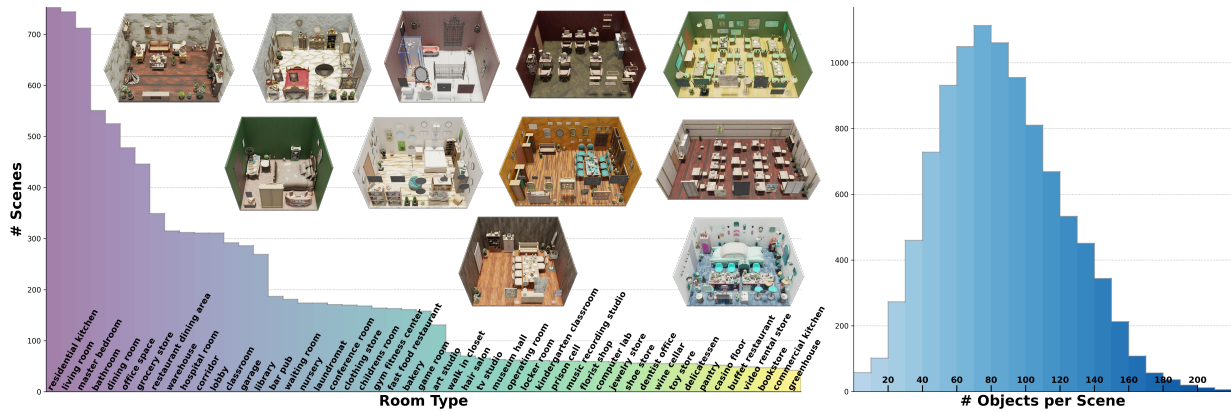 # Scenes
700
600
500
400
300
200
100
0
residential kitchen
living room
master bedroom
bathroom
dining room
office space
grocery store
restaurant dining area
warehouse
hospital room
corridor
lobby
classroom
garage
library
bar pub
waiting room
nursery
laundromat
conference room
clothing store
childrens room
gym fitness center
fast food restaurant
bakery
game room
art studio
walk in closet
hair salon
tv studio
museum hall
operating room
locker room
kindergarten classroom
prison cell
music recording studio
florist shop
computer lab
jewelry store
shoe store
dentist office
wine cellar
toy store
delicatessen
pantry
casino floor
buffet restaurant
video rental store
bookstore
commercial kitchen
greenhouse
Room Type
1000
800
600
400
200
0
20 40 60 80 100 120 140 160 180 200
# Objects per Scene